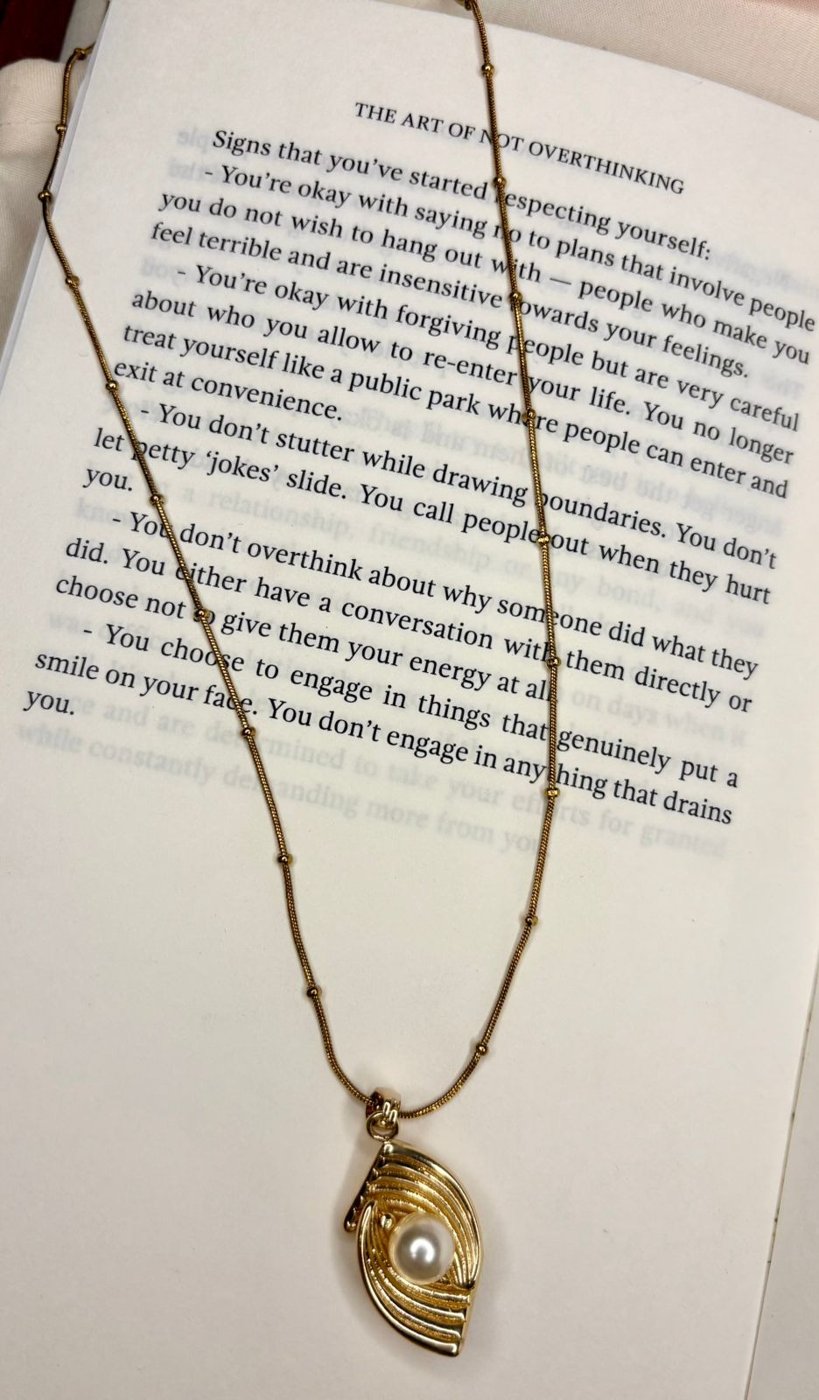 THE ART OF NOT OVERTHINKING
Signs that you've started respecting yourself:
- You're okay with saying no to plans that involve people
you do not wish to hang out with — people who make you
feel terrible and are insensitive towards your feelings.
- You're okay with forgiving people but are very careful
about who you allow to re-enter your life. You no longer
treat yourself like a public park where people can enter and
exit at convenience.
- You don't stutter while drawing boundaries. You don't
let petty ‘jokes’ slide. You call people out when they hurt
you.
- You don't overthink about why someone did what they
did. You either have a conversation with them directly or
choose not to give them your energy at all.
- You choose to engage in things that genuinely put a
smile on your face. You don't engage in anything that drains
you.